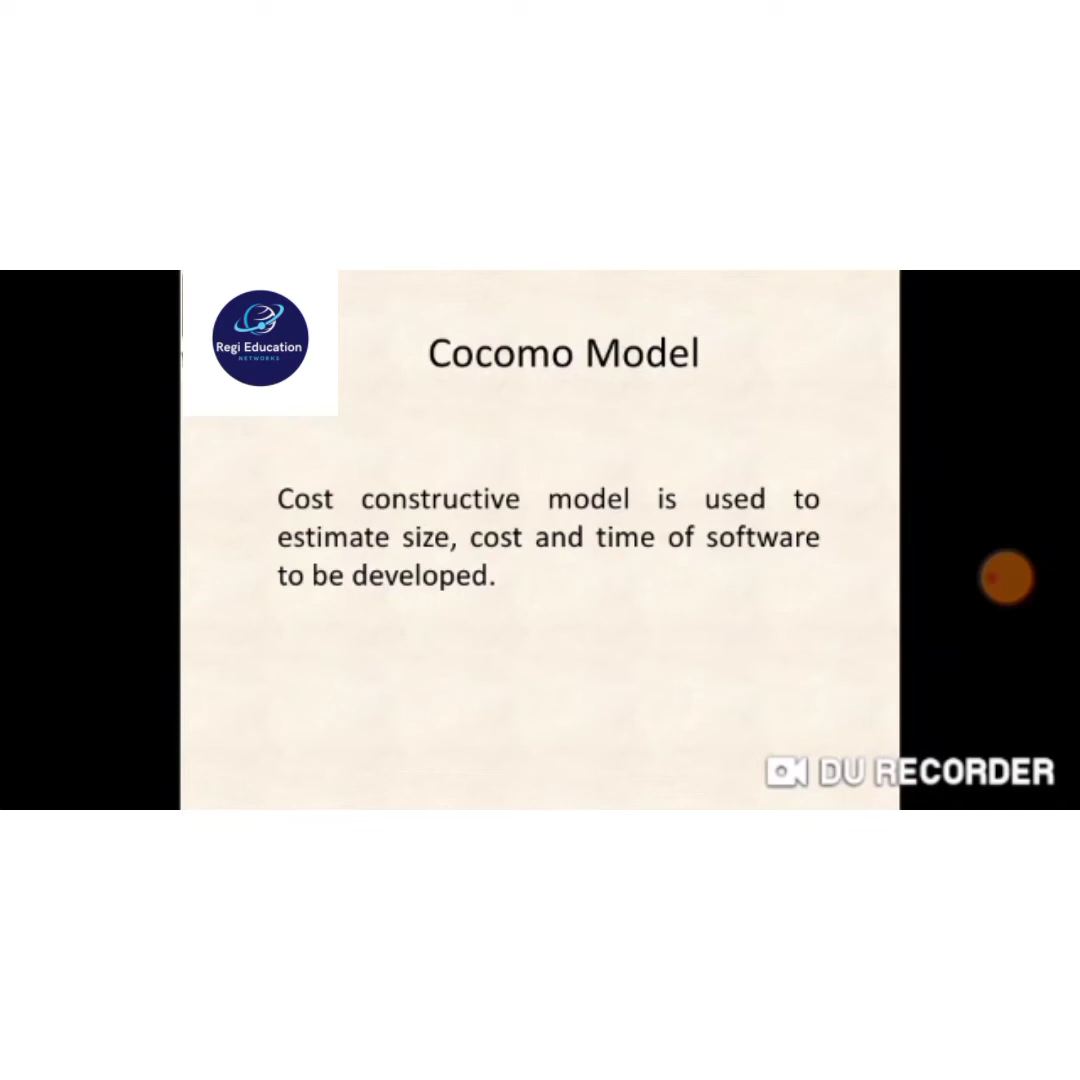 Regi Education
NETWORKS
Cocomo Model
Cost constructive model is used to
estimate size, cost and time of software
to be developed.
DU RECORDER